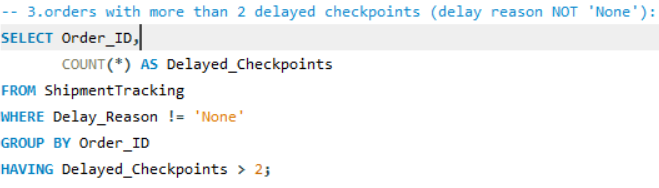 -- 3.orders with more than 2 delayed checkpoints (delay reason NOT 'None'):
SELECT Order_ID,
COUNT(*) AS Delayed_Checkpoints
FROM ShipmentTracking
WHERE Delay_Reason != 'None'
GROUP BY Order_ID
HAVING Delayed_Checkpoints > 2;